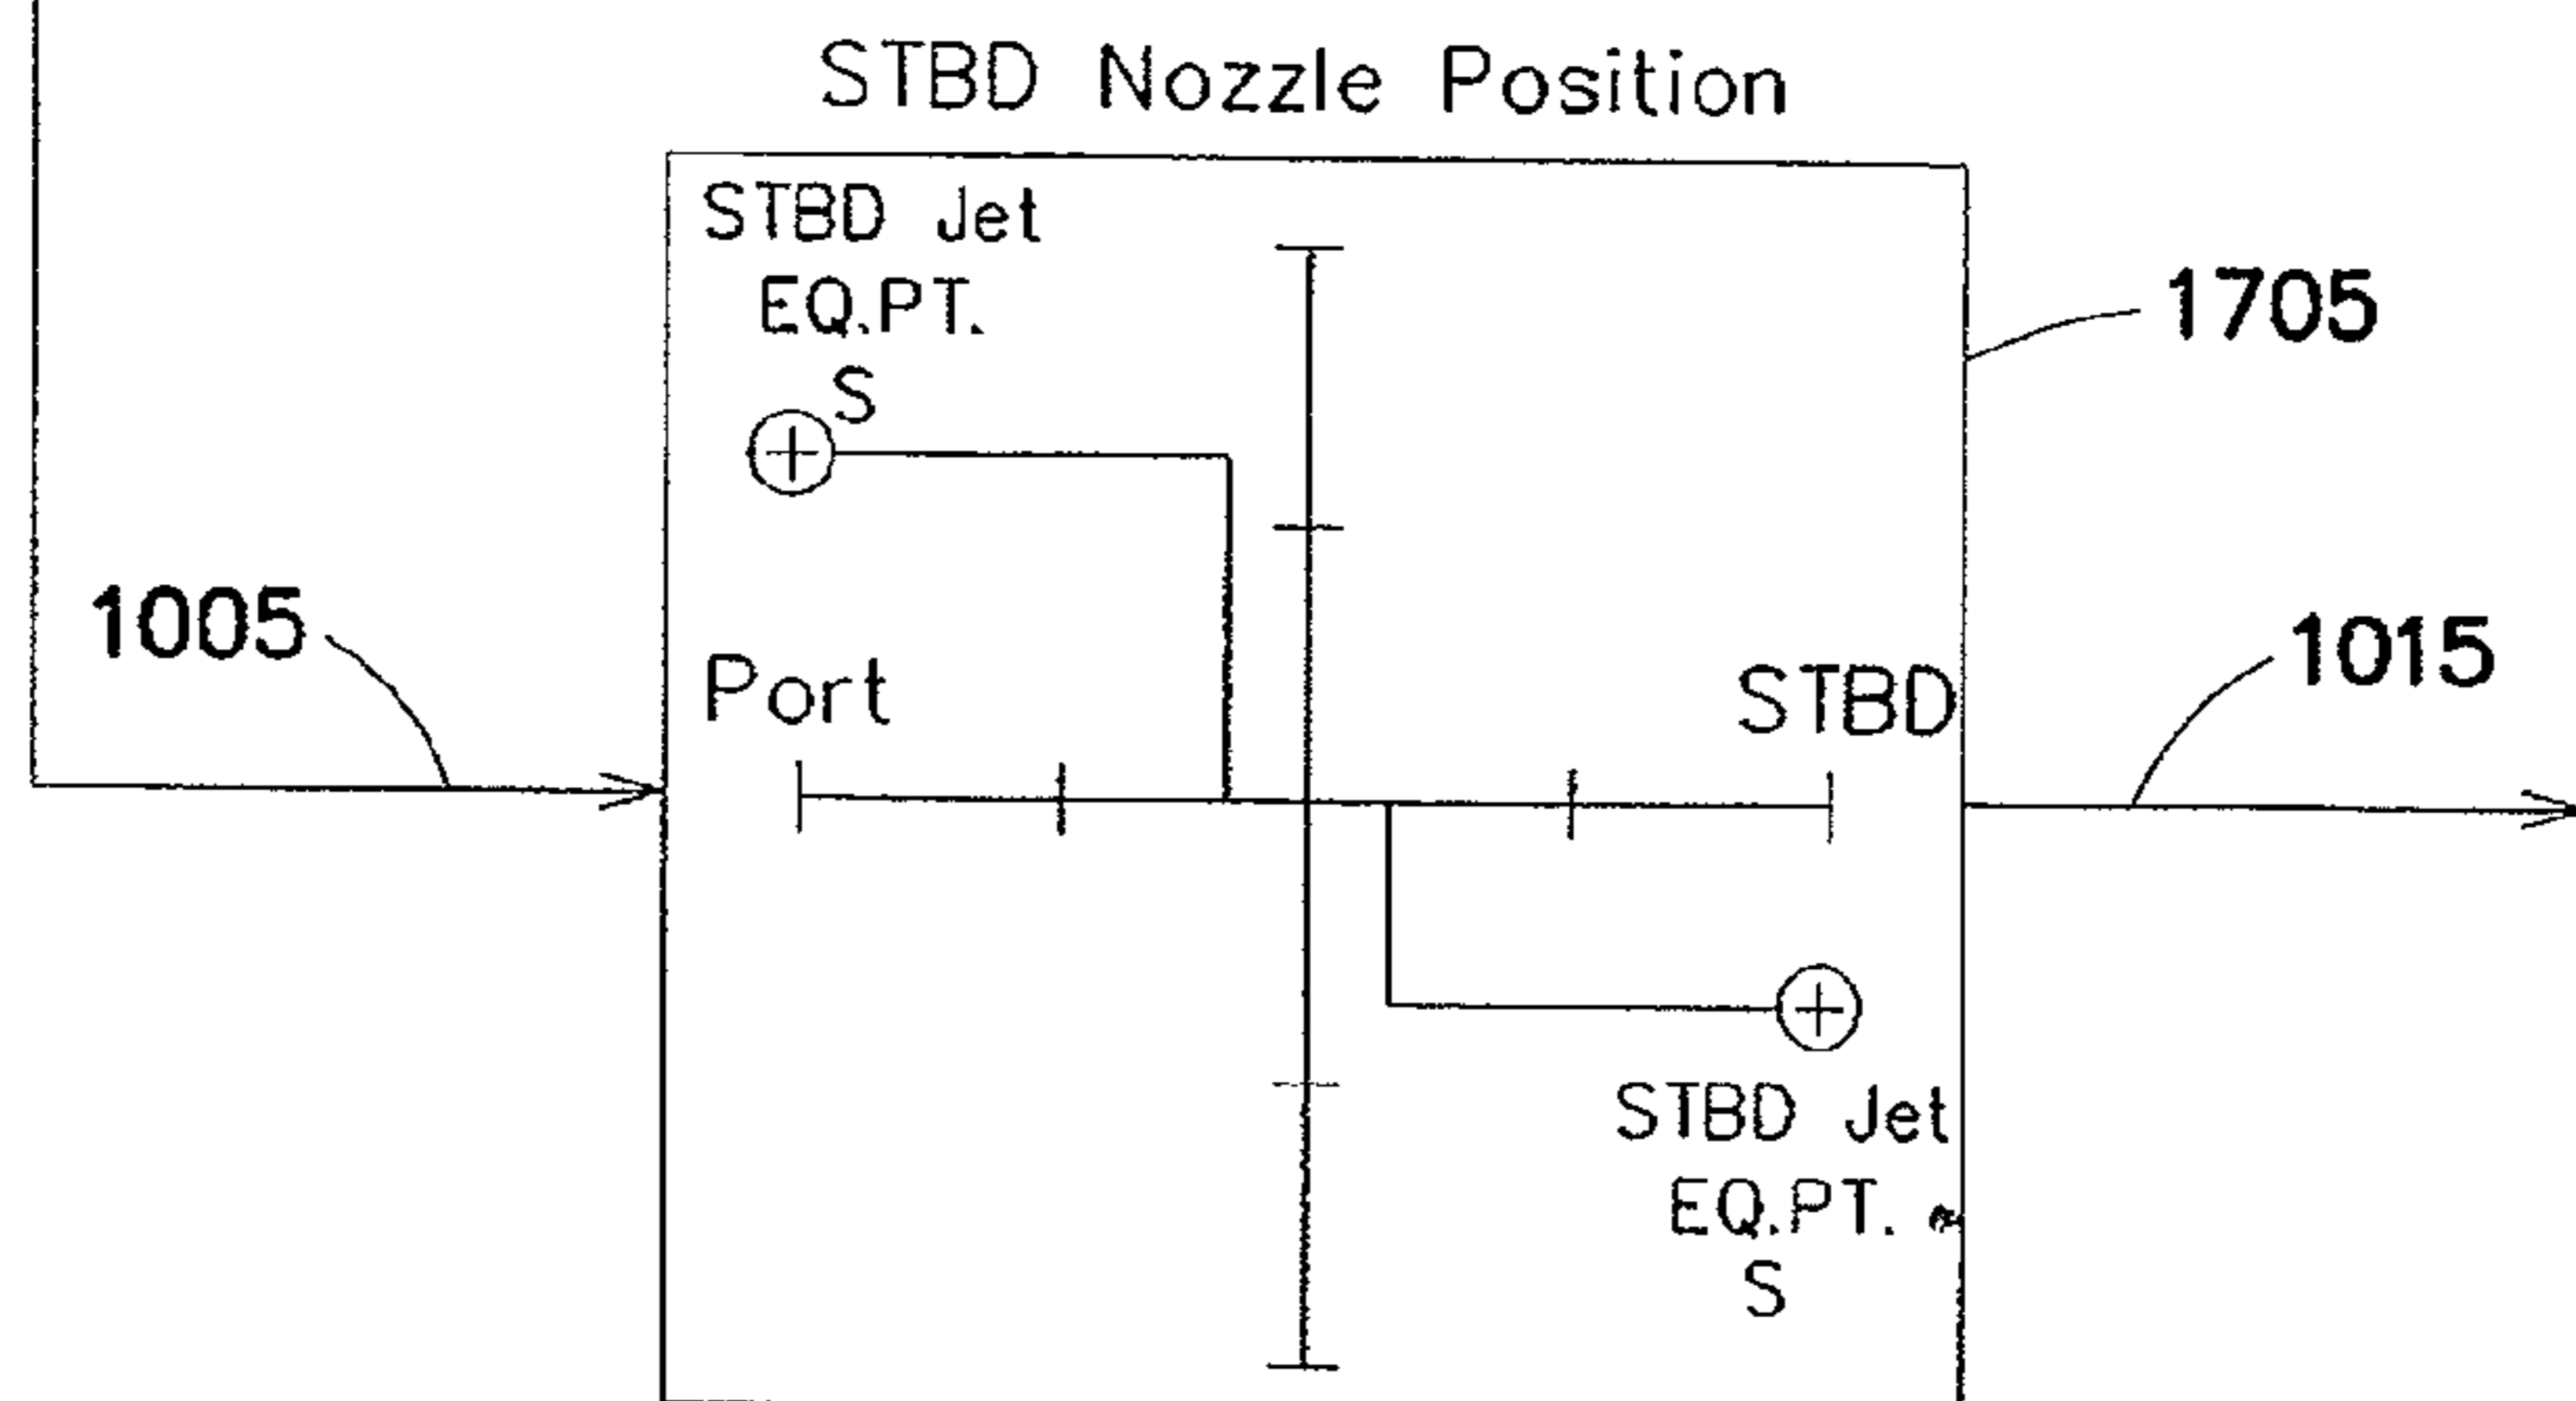 STBD Nozzle Position
STBD Jet
EQ.PT.
S
1705
1005
Port
STBD
1015
STBD Jet
EQ.PT.
S